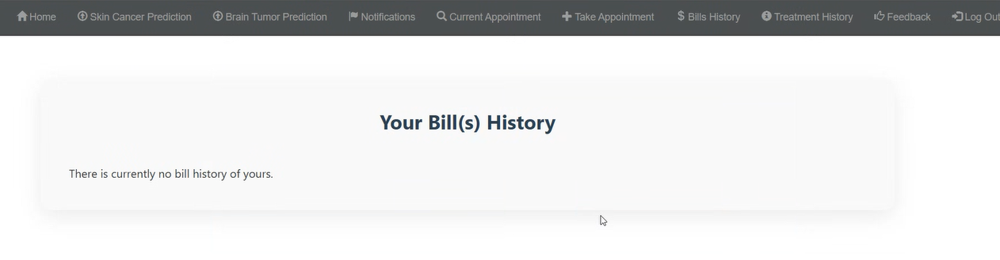 Home Skin Cancer Prediction Brain Tumor Prediction Notifications Current Appointment Take Appointment $ Bills History Treatment History Feedback Log Out
Your Bill(s) History
There is currently no bill history of yours.